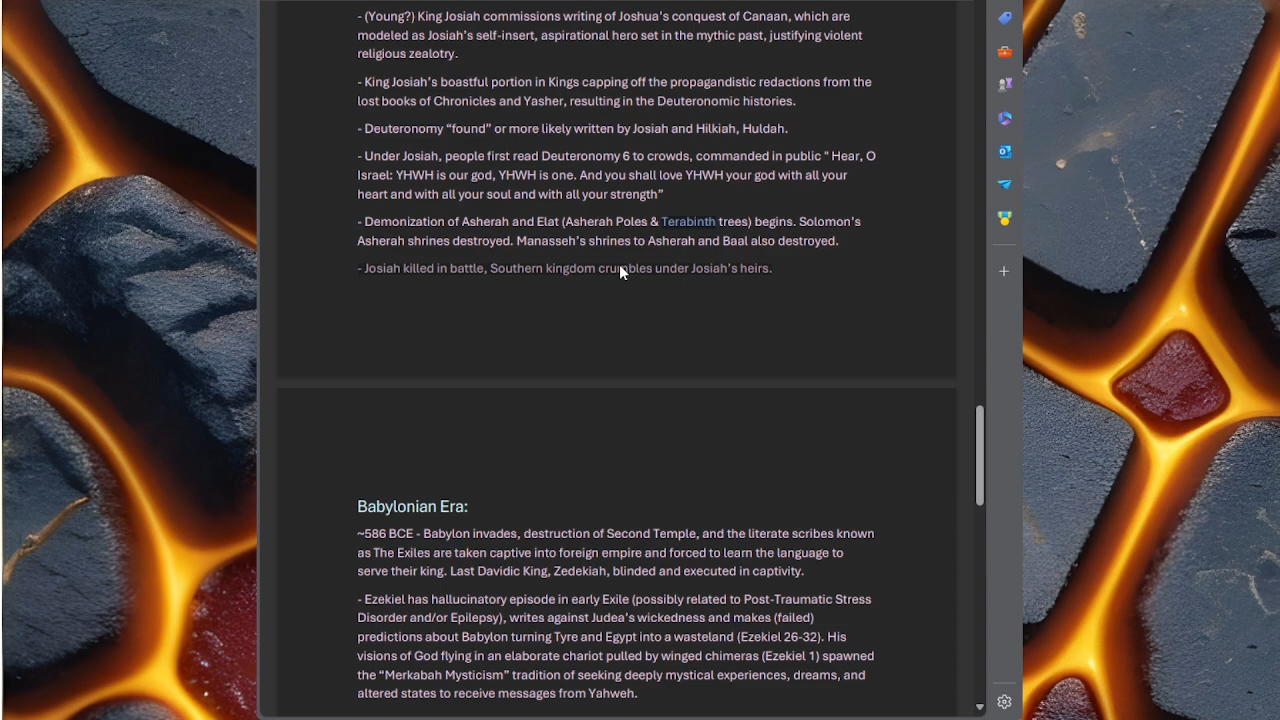 - (Young?) King Josiah commissions writing of Joshua's conquest of Canaan, which are
modeled as Josiah's self-insert, aspirational hero set in the mythic past, justifying violent
religious zealotry.
- King Josiah's boastful portion in Kings capping off the propagandistic redactions from the
lost books of Chronicles and Yasher, resulting in the Deuteronomic histories.
- Deuteronomy “found” or more likely written by Josiah and Hilkiah, Huldah.
- Under Josiah, people first read Deuteronomy 6 to crowds, commanded in public " Hear, O
Israel: YHWH is our god, YHWH is one. And you shall love YHWH your god with all your
heart and with all your soul and with all your strength”
- Demonization of Asherah and Elat (Asherah Poles & Terabinth trees) begins. Solomon's
Asherah shrines destroyed. Manasseh's shrines to Asherah and Baal also destroyed.
- Josiah killed in battle, Southern kingdom crumbles under Josiah's heirs.
Babylonian Era:
~586 BCE - Babylon invades, destruction of Second Temple, and the literate scribes known
as The Exiles are taken captive into foreign empire and forced to learn the language to
serve their king. Last Davidic King, Zedekiah, blinded and executed in captivity.
- Ezekiel has hallucinatory episode in early Exile (possibly related to Post-Traumatic Stress
Disorder and/or Epilepsy), writes against Judea's wickedness and makes (failed)
predictions about Babylon turning Tyre and Egypt into a wasteland (Ezekiel 26-32). His
visions of God flying in an elaborate chariot pulled by winged chimeras (Ezekiel 1) spawned
the “Merkabah Mysticism” tradition of seeking deeply mystical experiences, dreams, and
altered states to receive messages from Yahweh.